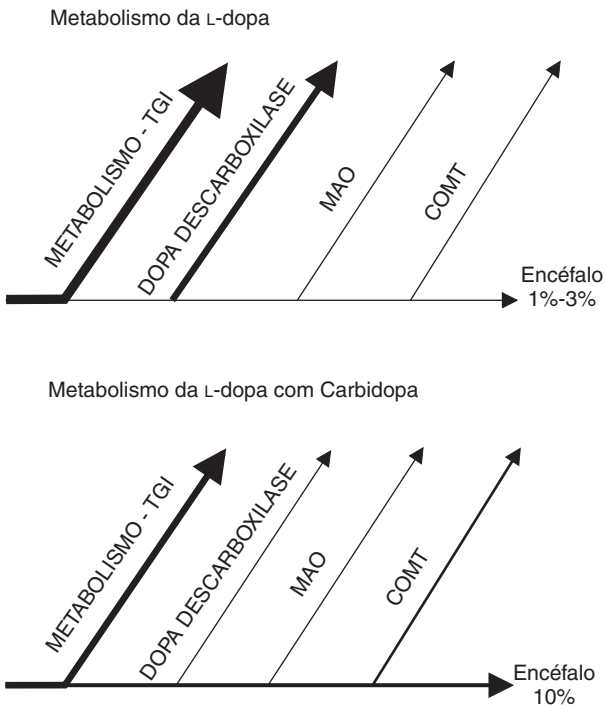 Metabolismo da L-dopa
METABOLISMO - TGI
DOPA DESCARBOXILASE
MAO
COMT
Encéfalo
1%-3%
Metabolismo da L-dopa com Carbidopa
METABOLISMO - TGI
DOPA DESCARBOXILASE
MAO
COMT
Encéfalo
10%